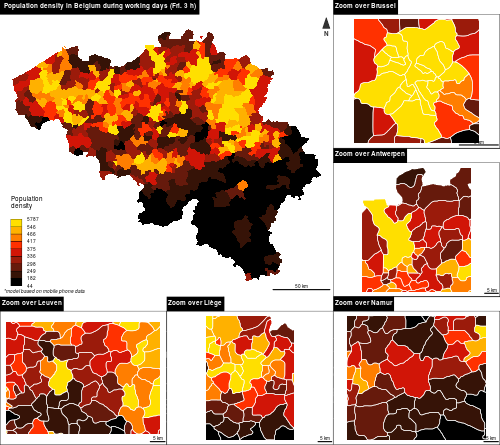 Population density in Belgium during working days (Fri. 3 h)
N
Population
density
5787
546
466
417
375
336
298
249
182
44
*model based on mobile phone data
50 km
Zoom over Brussel
Zoom over Antwerpen
5 km
Zoom over Leuven
5 km
Zoom over Liège
5 km
Zoom over Namur
5 km